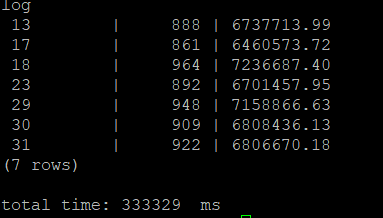 log
13 | 888 | 6737713.99
17 | 861 | 6460573.72
18 | 964 | 7236687.40
23 | 892 | 6701457.95
29 | 948 | 7158866.63
30 | 909 | 6808436.13
31 | 922 | 6806670.18
(7 rows)
total time: 333329 ms